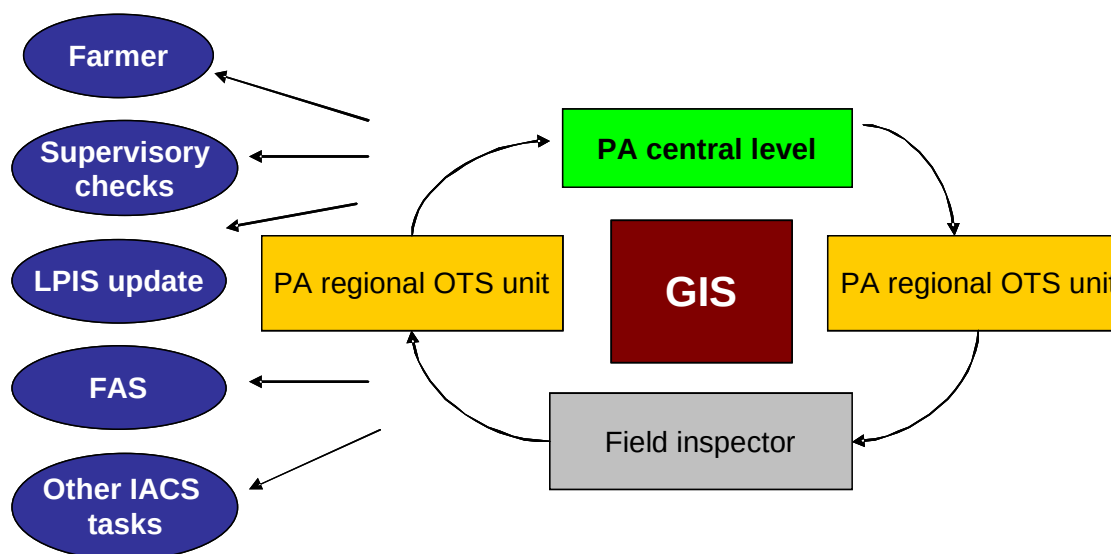 Farmer
Supervisory
checks
LPIS update
FAS
Other IACS
tasks
PA central level
PA regional OTS unit
GIS
PA regional OTS unit
Field inspector